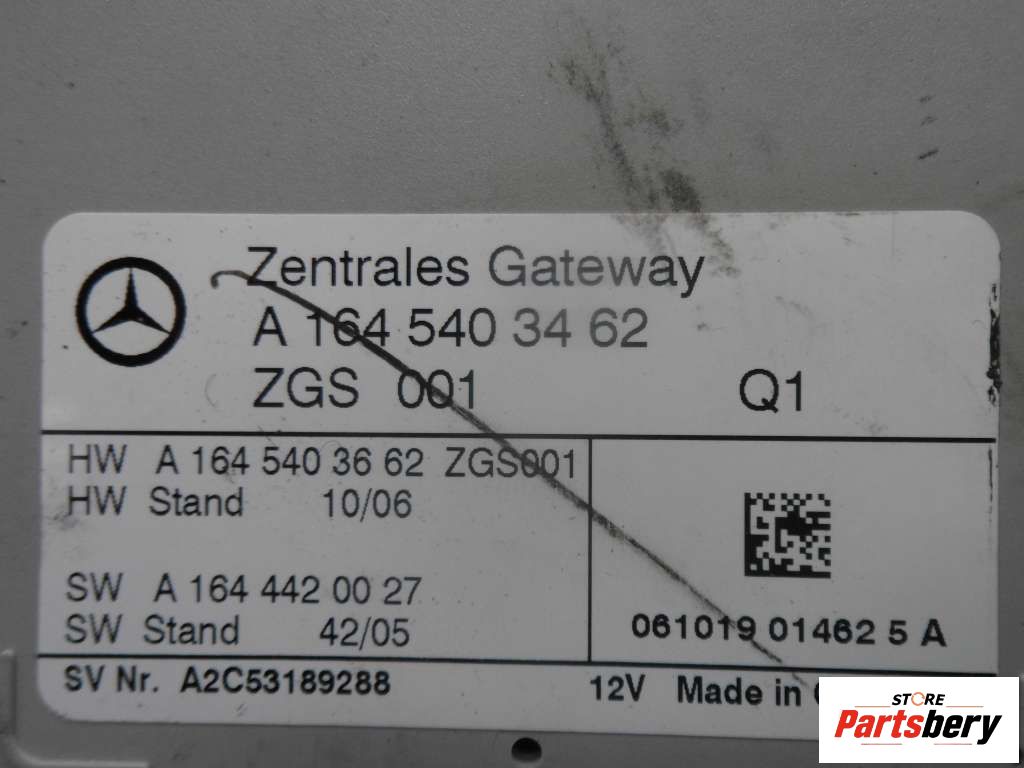 Zentrales Gateway
A 164 540 34 62
ZGS 001 Q1
HW A 164 540 36 62 ZGS001
HW Stand 10/06
SW A 164 442 00 27
SW Stand 42/05
061019 01462 5 A
SV Nr. A2C53189288 12V Made in
STORE
Partsbery